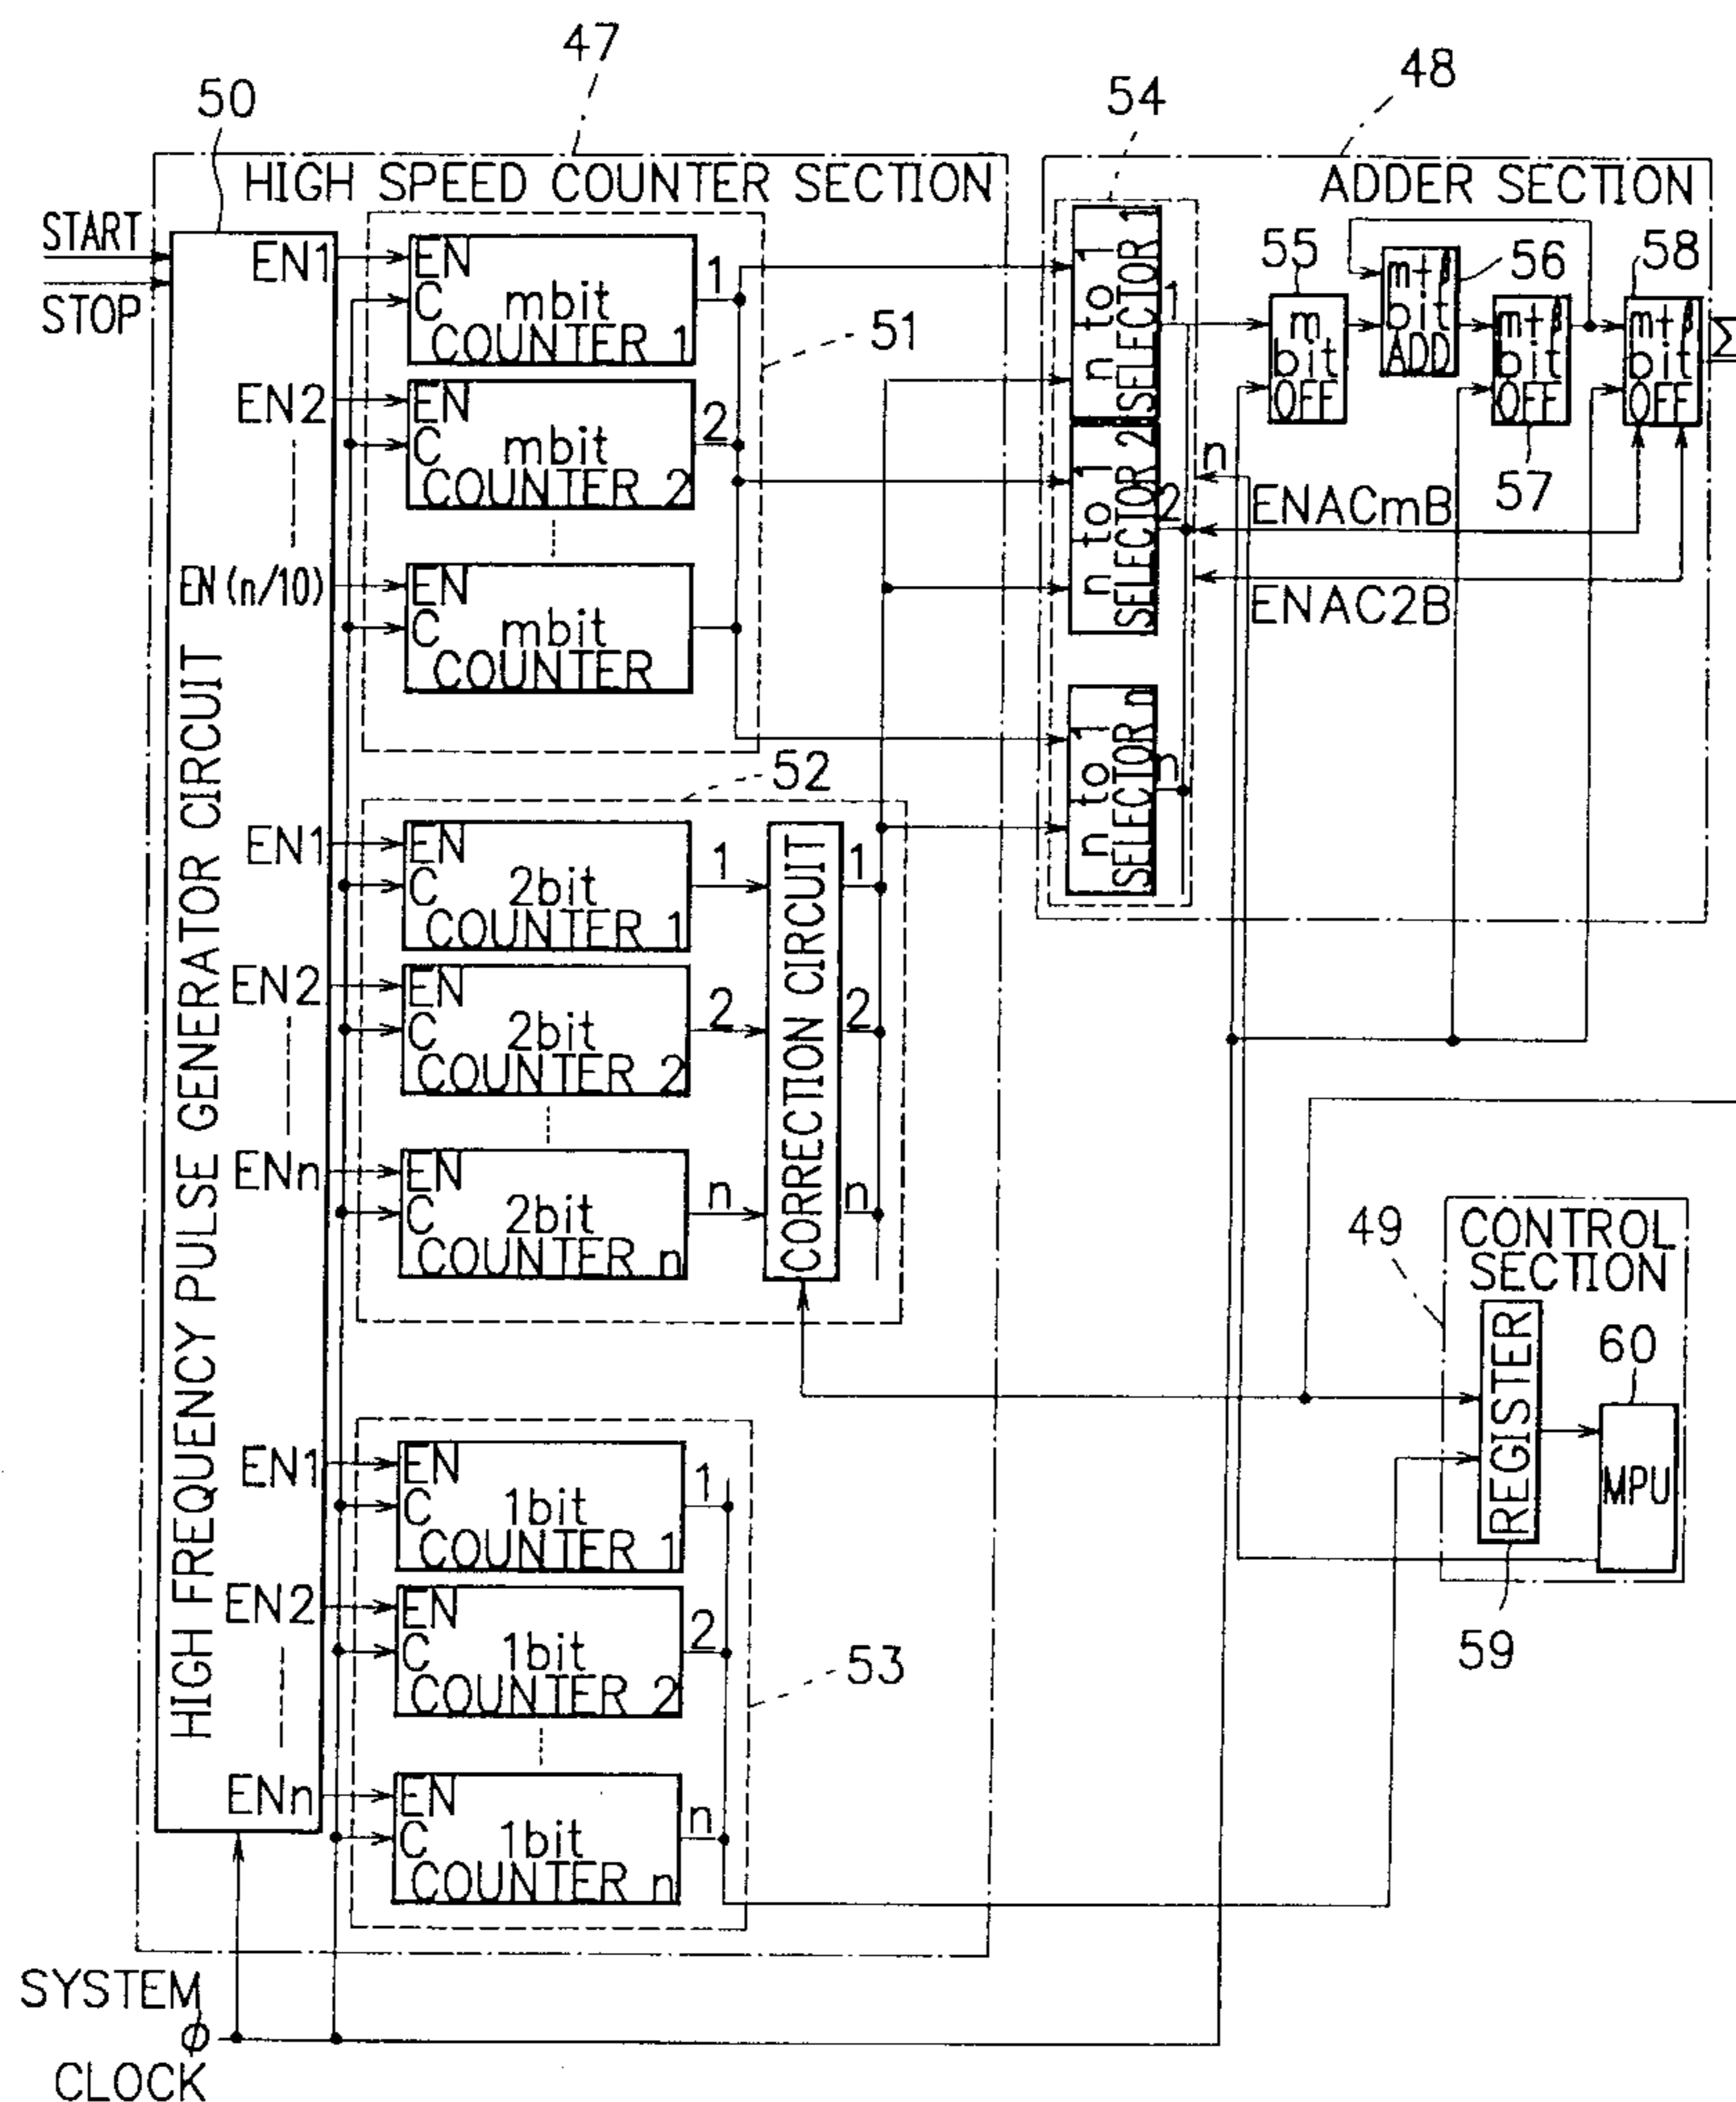 47
50
54
48
HIGH SPEED COUNTER SECTION
ADDER SECTION
START
STOP
HIGH FREQUENCY PULSE GENERATOR CIRCUIT
EN1
EN
C
mbit
COUNTER 1
1
EN2
EN
C
mbit
COUNTER 2
2
EN(n/10)
EN
C
mbit
COUNTER
51
52
EN1
EN
C
2bit
COUNTER 1
1
EN2
EN
C
2bit
COUNTER 2
2
ENn
EN
C
2bit
COUNTER n
n
CORRECTION CIRCUIT
1
2
n
EN1
EN
C
1bit
COUNTER 1
1
EN2
EN
C
1bit
COUNTER 2
2
ENn
EN
C
1bit
COUNTER n
n
53
n to 1
SELECTOR 1
1
n to 1
SELECTOR 2
2
n to 1
SELECTOR n
n
n
ENACmB
ENAC2B
55
m
bit
OFF
56
bit
ADD
bit
OFF
57
58
bit
OFF
Σ
49
CONTROL
SECTION
REGISTER
59
60
MPU
SYSTEM
φ
CLOCK